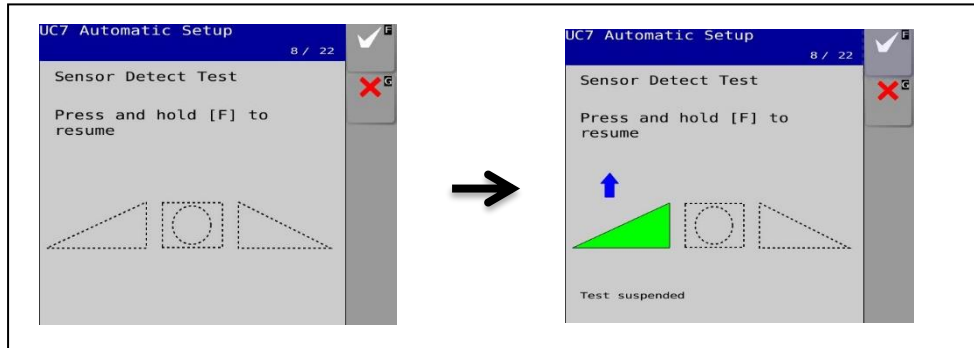 UC7 Automatic Setup
8/ 22
F
G
Sensor Detect Test
Press and hold [F] to
resume
UC7 Automatic Setup
8/ 22
F
G
Sensor Detect Test
Press and hold [F] to
resume
Test suspended